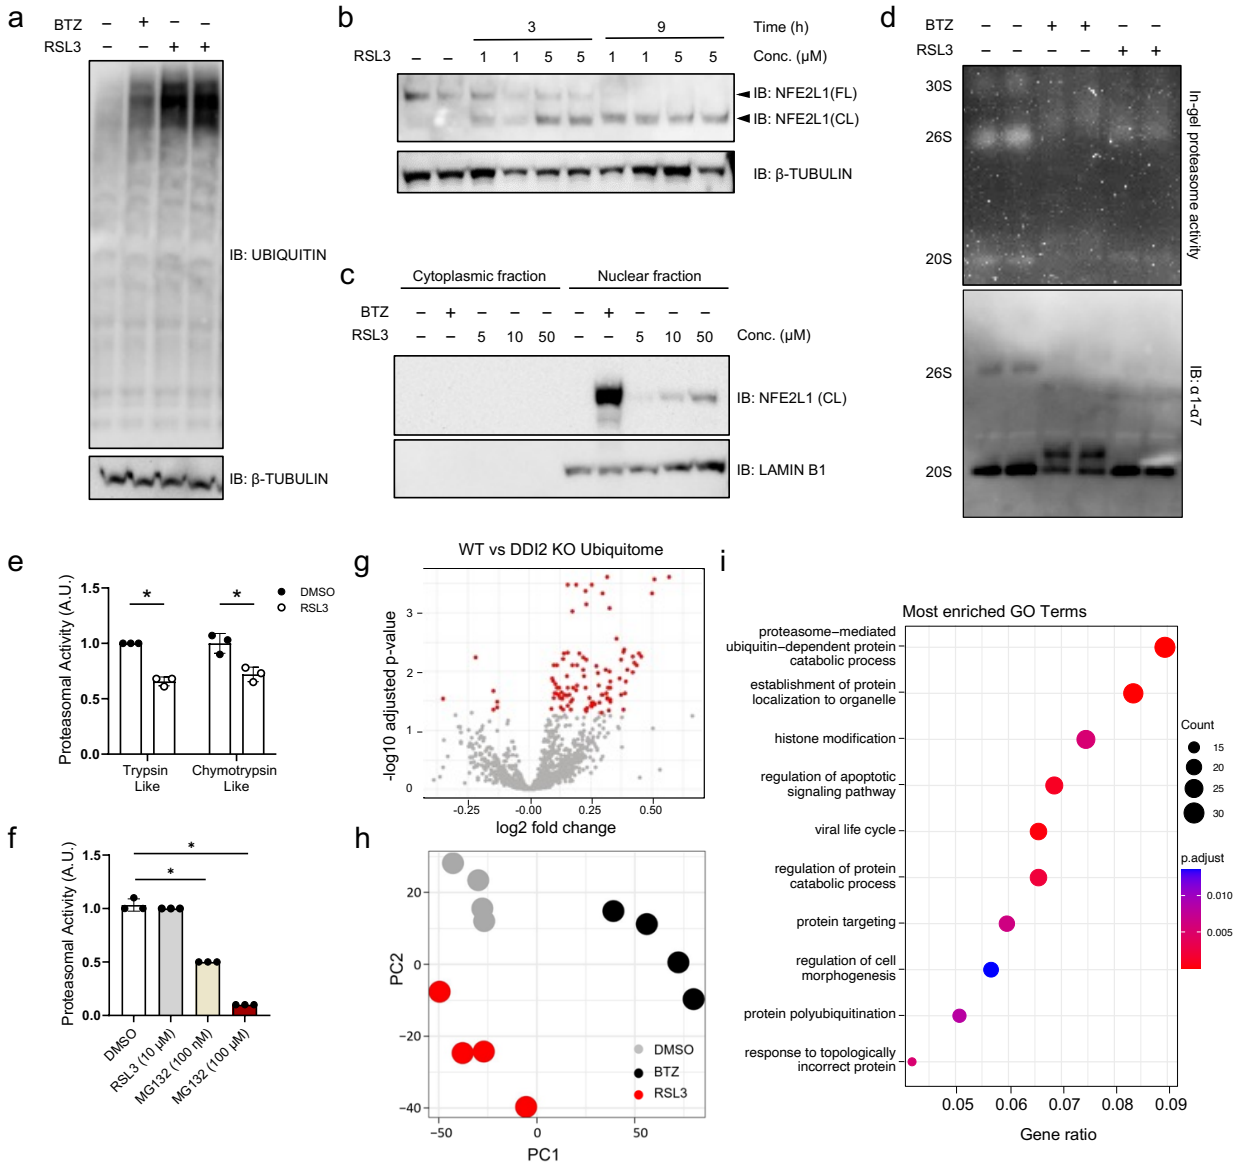 a
BTZ
– + – –
RSL3
– – + +
IB: UBIQUITIN
IB: β-TUBULIN
b
3 9 Time (h)
RSL3 – – 1 1 5 5 1 1 5 5 Conc. (µM)
IB: NFE2L1(FL)
IB: NFE2L1(CL)
IB: β-TUBULIN
c
Cytoplasmic fraction Nuclear fraction
BTZ – + – – – – + – – –
RSL3 – – 5 10 50 – – 5 10 50 Conc. (µM)
IB: NFE2L1 (CL)
IB: LAMIN B1
d
BTZ – – + + – –
RSL3 – – – – + +
30S
26S
20S
In-gel proteasome activity
26S
20S
IB: α1-α7
e
Proteasomal Activity (A.U.)
1.5
1.0
0.5
0.0
* *
DMSO
RSL3
Trypsin
Like
Chymotrypsin
Like
f
Proteasomal Activity (A.U.)
1.5
1.0
0.5
0.0
*
*
DMSO
RSL3 (10 µM)
MG132 (100 nM)
MG132 (100 µM)
g
WT vs DDI2 KO Ubiquitome
-log10 adjusted p-value
3
2
1
0
-0.25 -0.00 0.25 0.50
log2 fold change
h
PC2
20
0
−20
−40
DMSO
BTZ
RSL3
−50 0 50
PC1
i
Most enriched GO Terms
proteasome−mediated
ubiquitin−dependent protein
catabolic process
establishment of protein
localization to organelle
histone modification
regulation of apoptotic
signaling pathway
viral life cycle
regulation of protein
catabolic process
protein targeting
regulation of cell
morphogenesis
protein polyubiquitination
response to topologically
incorrect protein
0.05 0.06 0.07 0.08 0.09
Gene ratio
Count
15
20
25
30
p.adjust
0.010
0.005